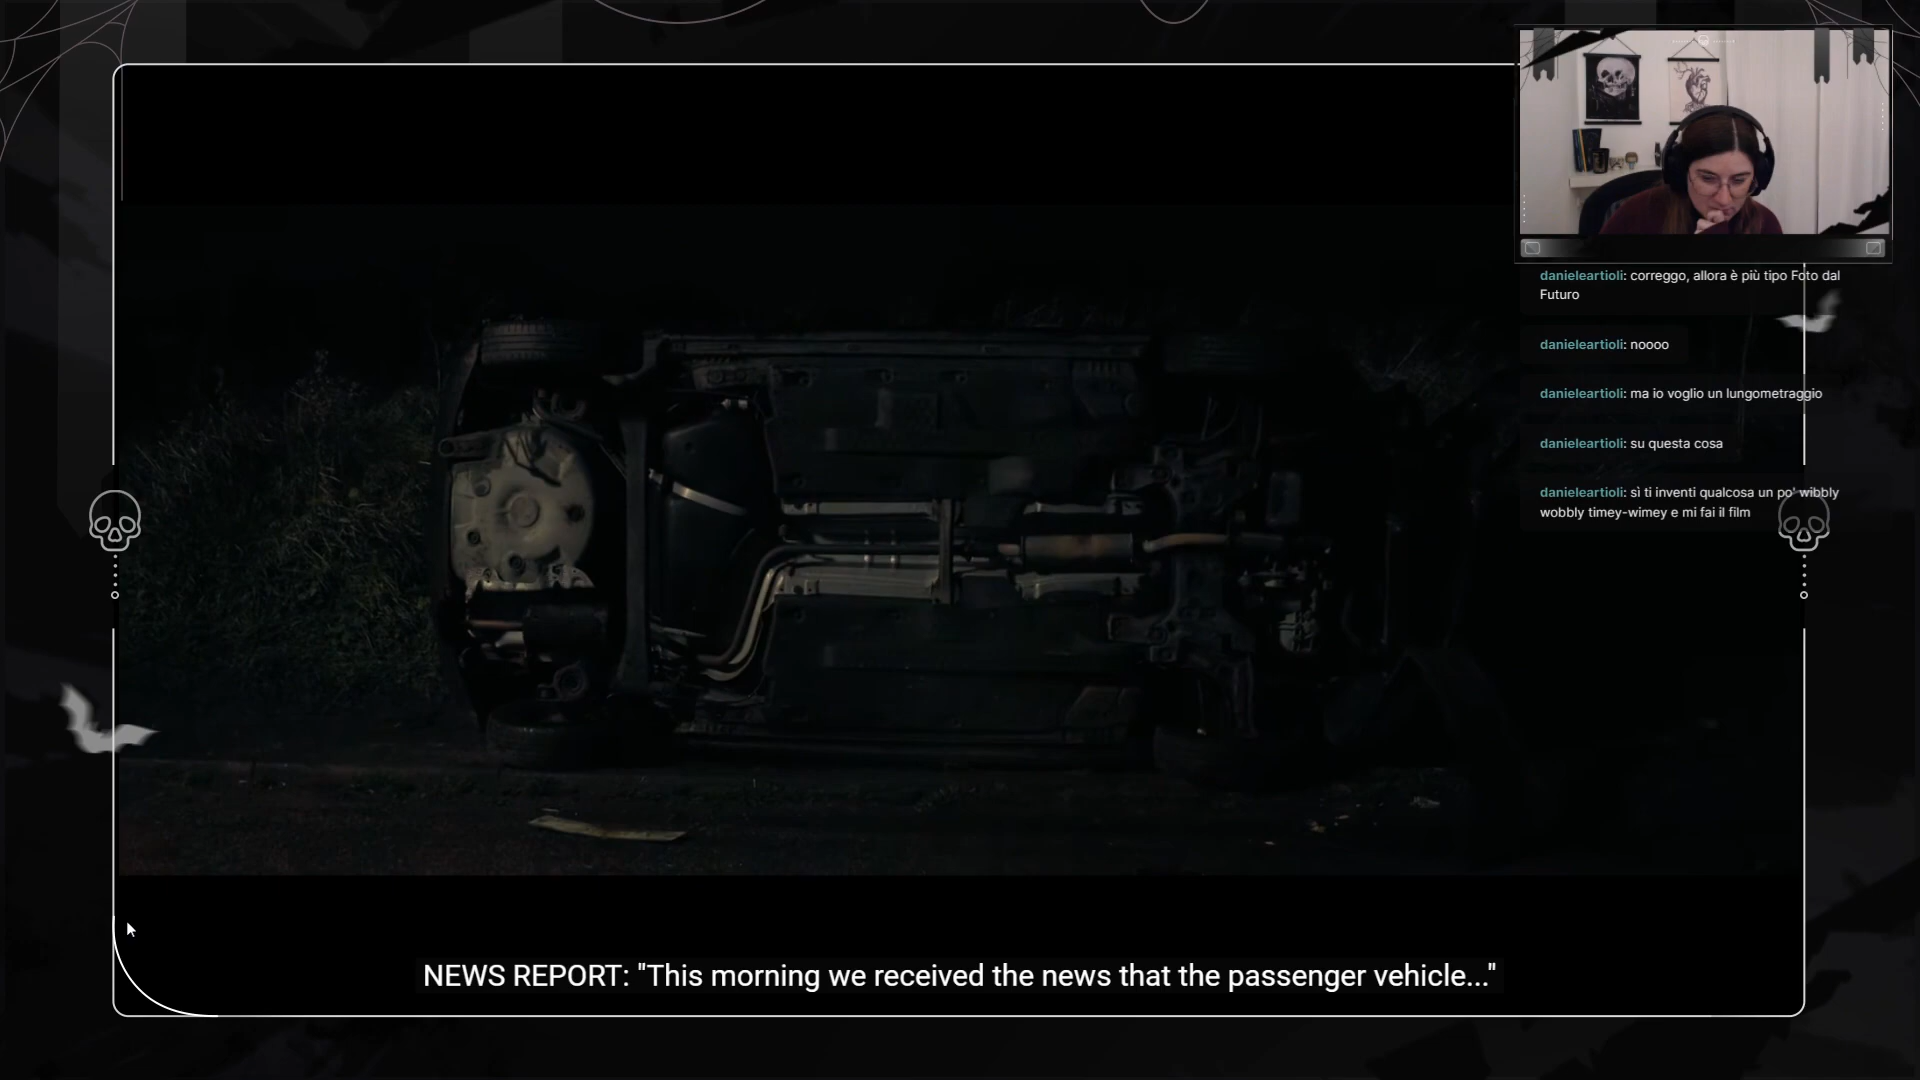 danieleartioli: correggo, allora è più tipo Foto dal
Futuro
danieleartioli: noooo
danieleartioli: ma io voglio un lungometraggio
danieleartioli: su questa cosa
danieleartioli: sì ti inventi qualcosa un po' wibbly
wobbly timey-wimey e mi fai il film
NEWS REPORT: "This morning we received the news that the passenger vehicle..."